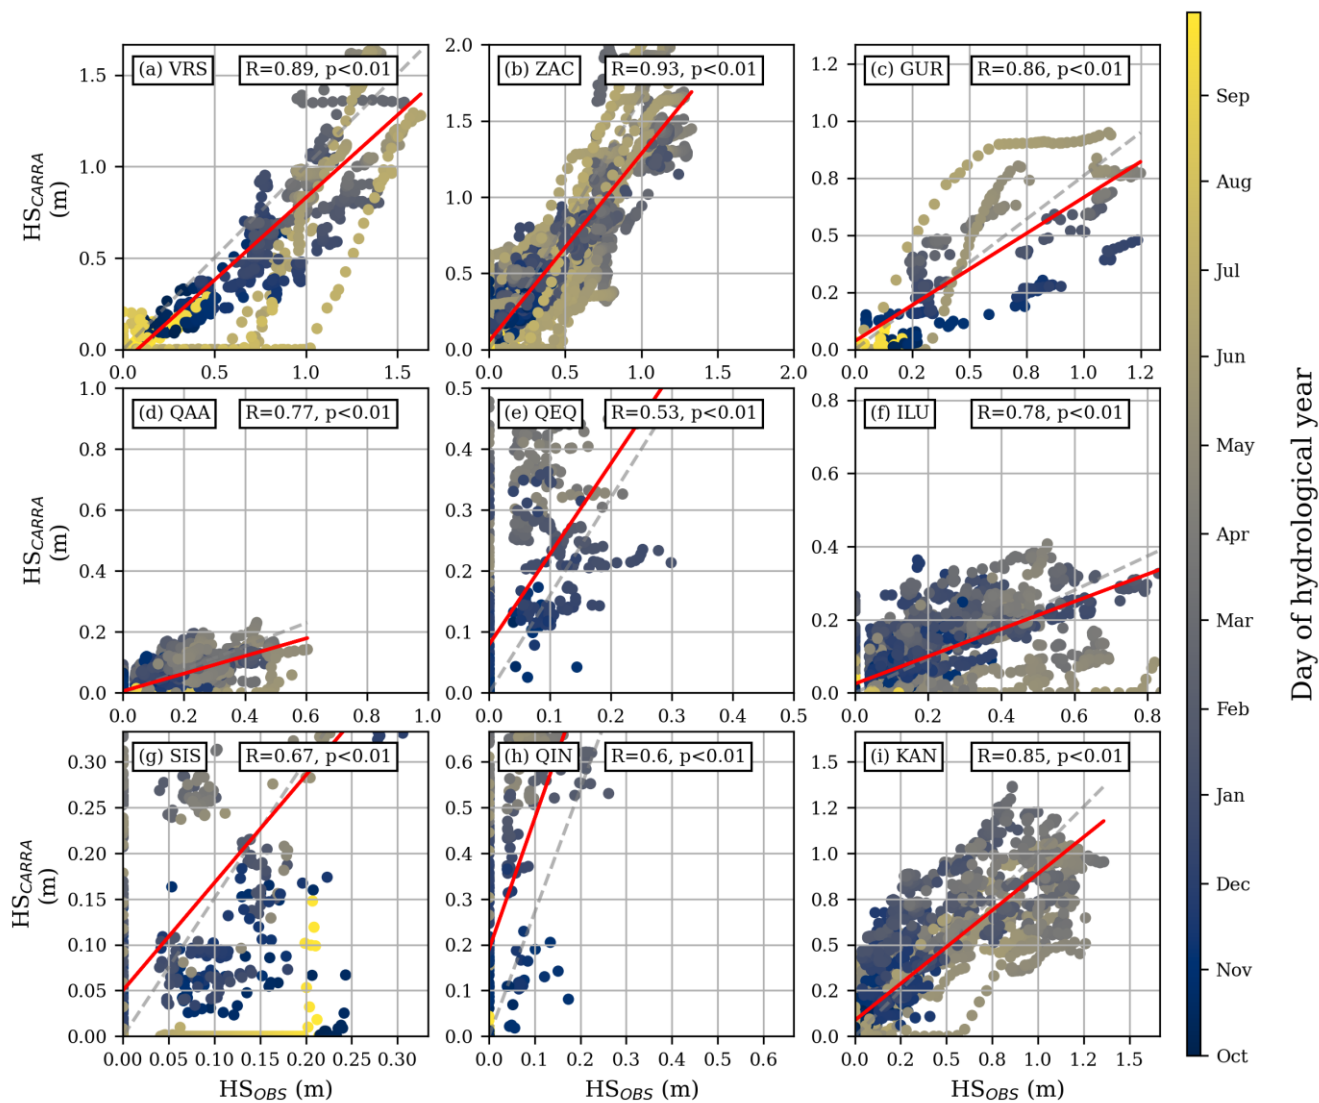 (a) VRS
R=0.89, p<0.01
(b) ZAC
R=0.93, p<0.01
(c) GUR
R=0.86, p<0.01
HS_CARRA
(m)
1.5
1.0
0.5
0.0
0.0 0.5 1.0 1.5
2.0
1.5
1.0
0.5
0.0
0.0 0.5 1.0 1.5 2.0
1.2
1.0
0.8
0.5
0.2
0.0
0.0 0.2 0.5 0.8 1.0 1.2
(d) QAA
R=0.77, p<0.01
(e) QEQ
R=0.53, p<0.01
(f) ILU
R=0.78, p<0.01
HS_CARRA
(m)
1.0
0.8
0.6
0.4
0.2
0.0
0.0 0.2 0.4 0.6 0.8 1.0
0.5
0.4
0.3
0.2
0.1
0.0
0.0 0.1 0.2 0.3 0.4 0.5
0.8
0.6
0.4
0.2
0.0
0.0 0.2 0.4 0.6 0.8
(g) SIS
R=0.67, p<0.01
(h) QIN
R=0.6, p<0.01
(i) KAN
R=0.85, p<0.01
HS_CARRA
(m)
0.30
0.25
0.20
0.15
0.10
0.05
0.00
0.00 0.05 0.10 0.15 0.20 0.25 0.30
HS_OBS (m)
0.6
0.5
0.4
0.3
0.2
0.1
0.0
0.0 0.1 0.2 0.3 0.4 0.5 0.6
HS_OBS (m)
1.5
1.2
1.0
0.8
0.5
0.2
0.0
0.0 0.2 0.5 0.8 1.0 1.2 1.5
HS_OBS (m)
Sep
Aug
Jul
Jun
May
Apr
Mar
Feb
Jan
Dec
Nov
Oct
Day of hydrological year